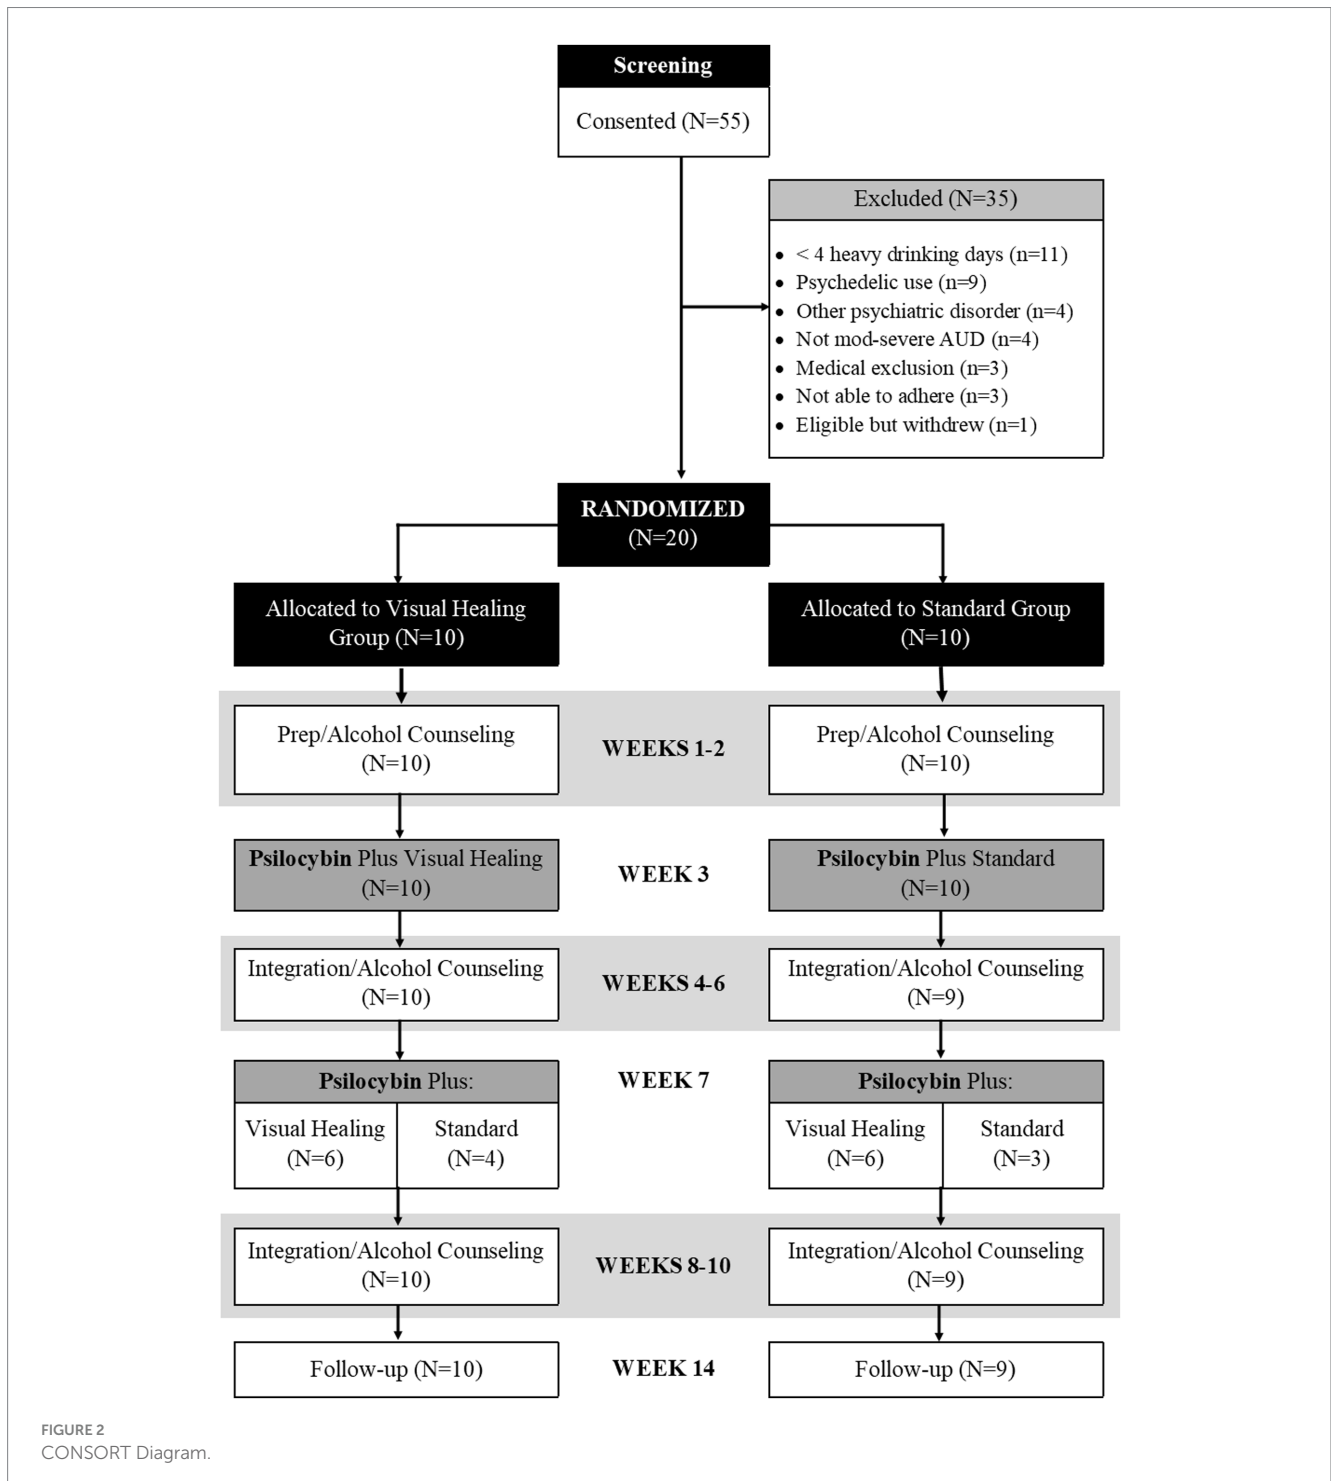 Screening
Consented (N=55)
Excluded (N=35)
• < 4 heavy drinking days (n=11)
• Psychedelic use (n=9)
• Other psychiatric disorder (n=4)
• Not mod-severe AUD (n=4)
• Medical exclusion (n=3)
• Not able to adhere (n=3)
• Eligible but withdrew (n=1)
RANDOMIZED
(N=20)
Allocated to Visual Healing
Group (N=10)
Allocated to Standard Group
(N=10)
Prep/Alcohol Counseling
(N=10)
WEEKS 1-2
Prep/Alcohol Counseling
(N=10)
Psilocybin Plus Visual Healing
(N=10)
WEEK 3
Psilocybin Plus Standard
(N=10)
Integration/Alcohol Counseling
(N=10)
WEEKS 4-6
Integration/Alcohol Counseling
(N=9)
Psilocybin Plus:
Visual Healing
(N=6)
Standard
(N=4)
WEEK 7
Psilocybin Plus:
Visual Healing
(N=6)
Standard
(N=3)
Integration/Alcohol Counseling
(N=10)
WEEKS 8-10
Integration/Alcohol Counseling
(N=9)
Follow-up (N=10)
WEEK 14
Follow-up (N=9)
FIGURE 2
CONSORT Diagram.